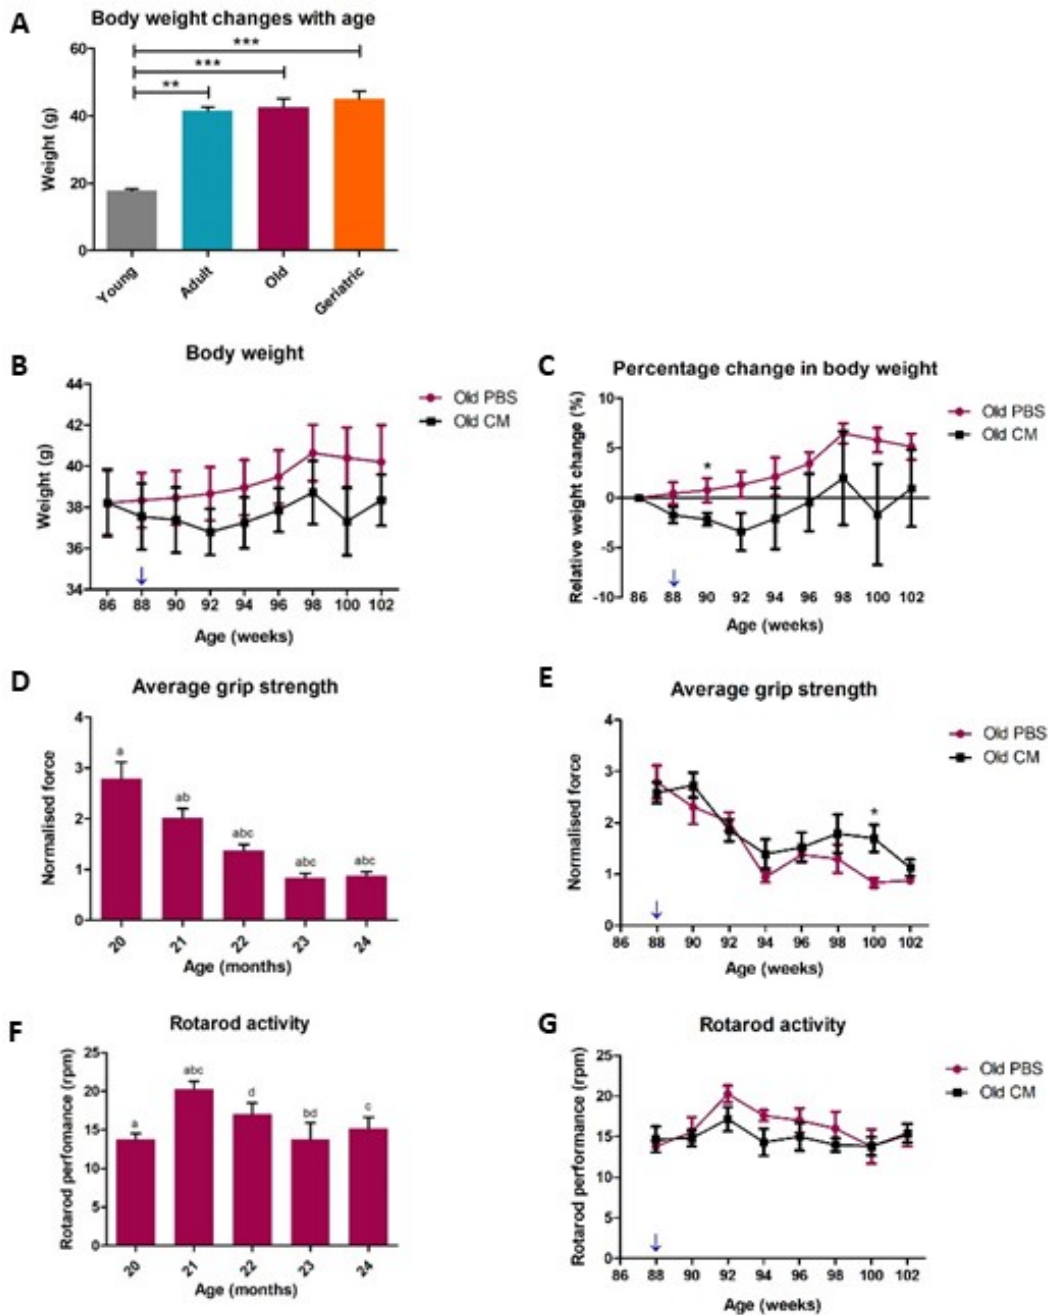 A
Body weight changes with age
Weight (g)
60
40
20
0
***
***
**
Young
Adult
Old
Geriatric
B
Body weight
Weight (g)
44
42
40
38
36
34
86 88 90 92 94 96 98 100 102
Age (weeks)
Old PBS
Old CM
C
Percentage change in body weight
Relative weight change (%)
10
5
0
-5
-10
*
86 88 90 92 94 96 98 100 102
Age (weeks)
Old PBS
Old CM
D
Average grip strength
Normalised force
4
3
2
1
0
a
ab
abc
abc
abc
20 21 22 23 24
Age (months)
E
Average grip strength
Normalised force
4
3
2
1
0
*
86 88 90 92 94 96 98 100 102
Age (weeks)
Old PBS
Old CM
F
Rotarod activity
Rotarod perfomance (rpm)
25
20
15
10
5
0
a
abc
d
bd
c
20 21 22 23 24
Age (months)
G
Rotarod activity
Rotarod performance (rpm)
25
20
15
10
5
0
86 88 90 92 94 96 98 100 102
Age (weeks)
Old PBS
Old CM